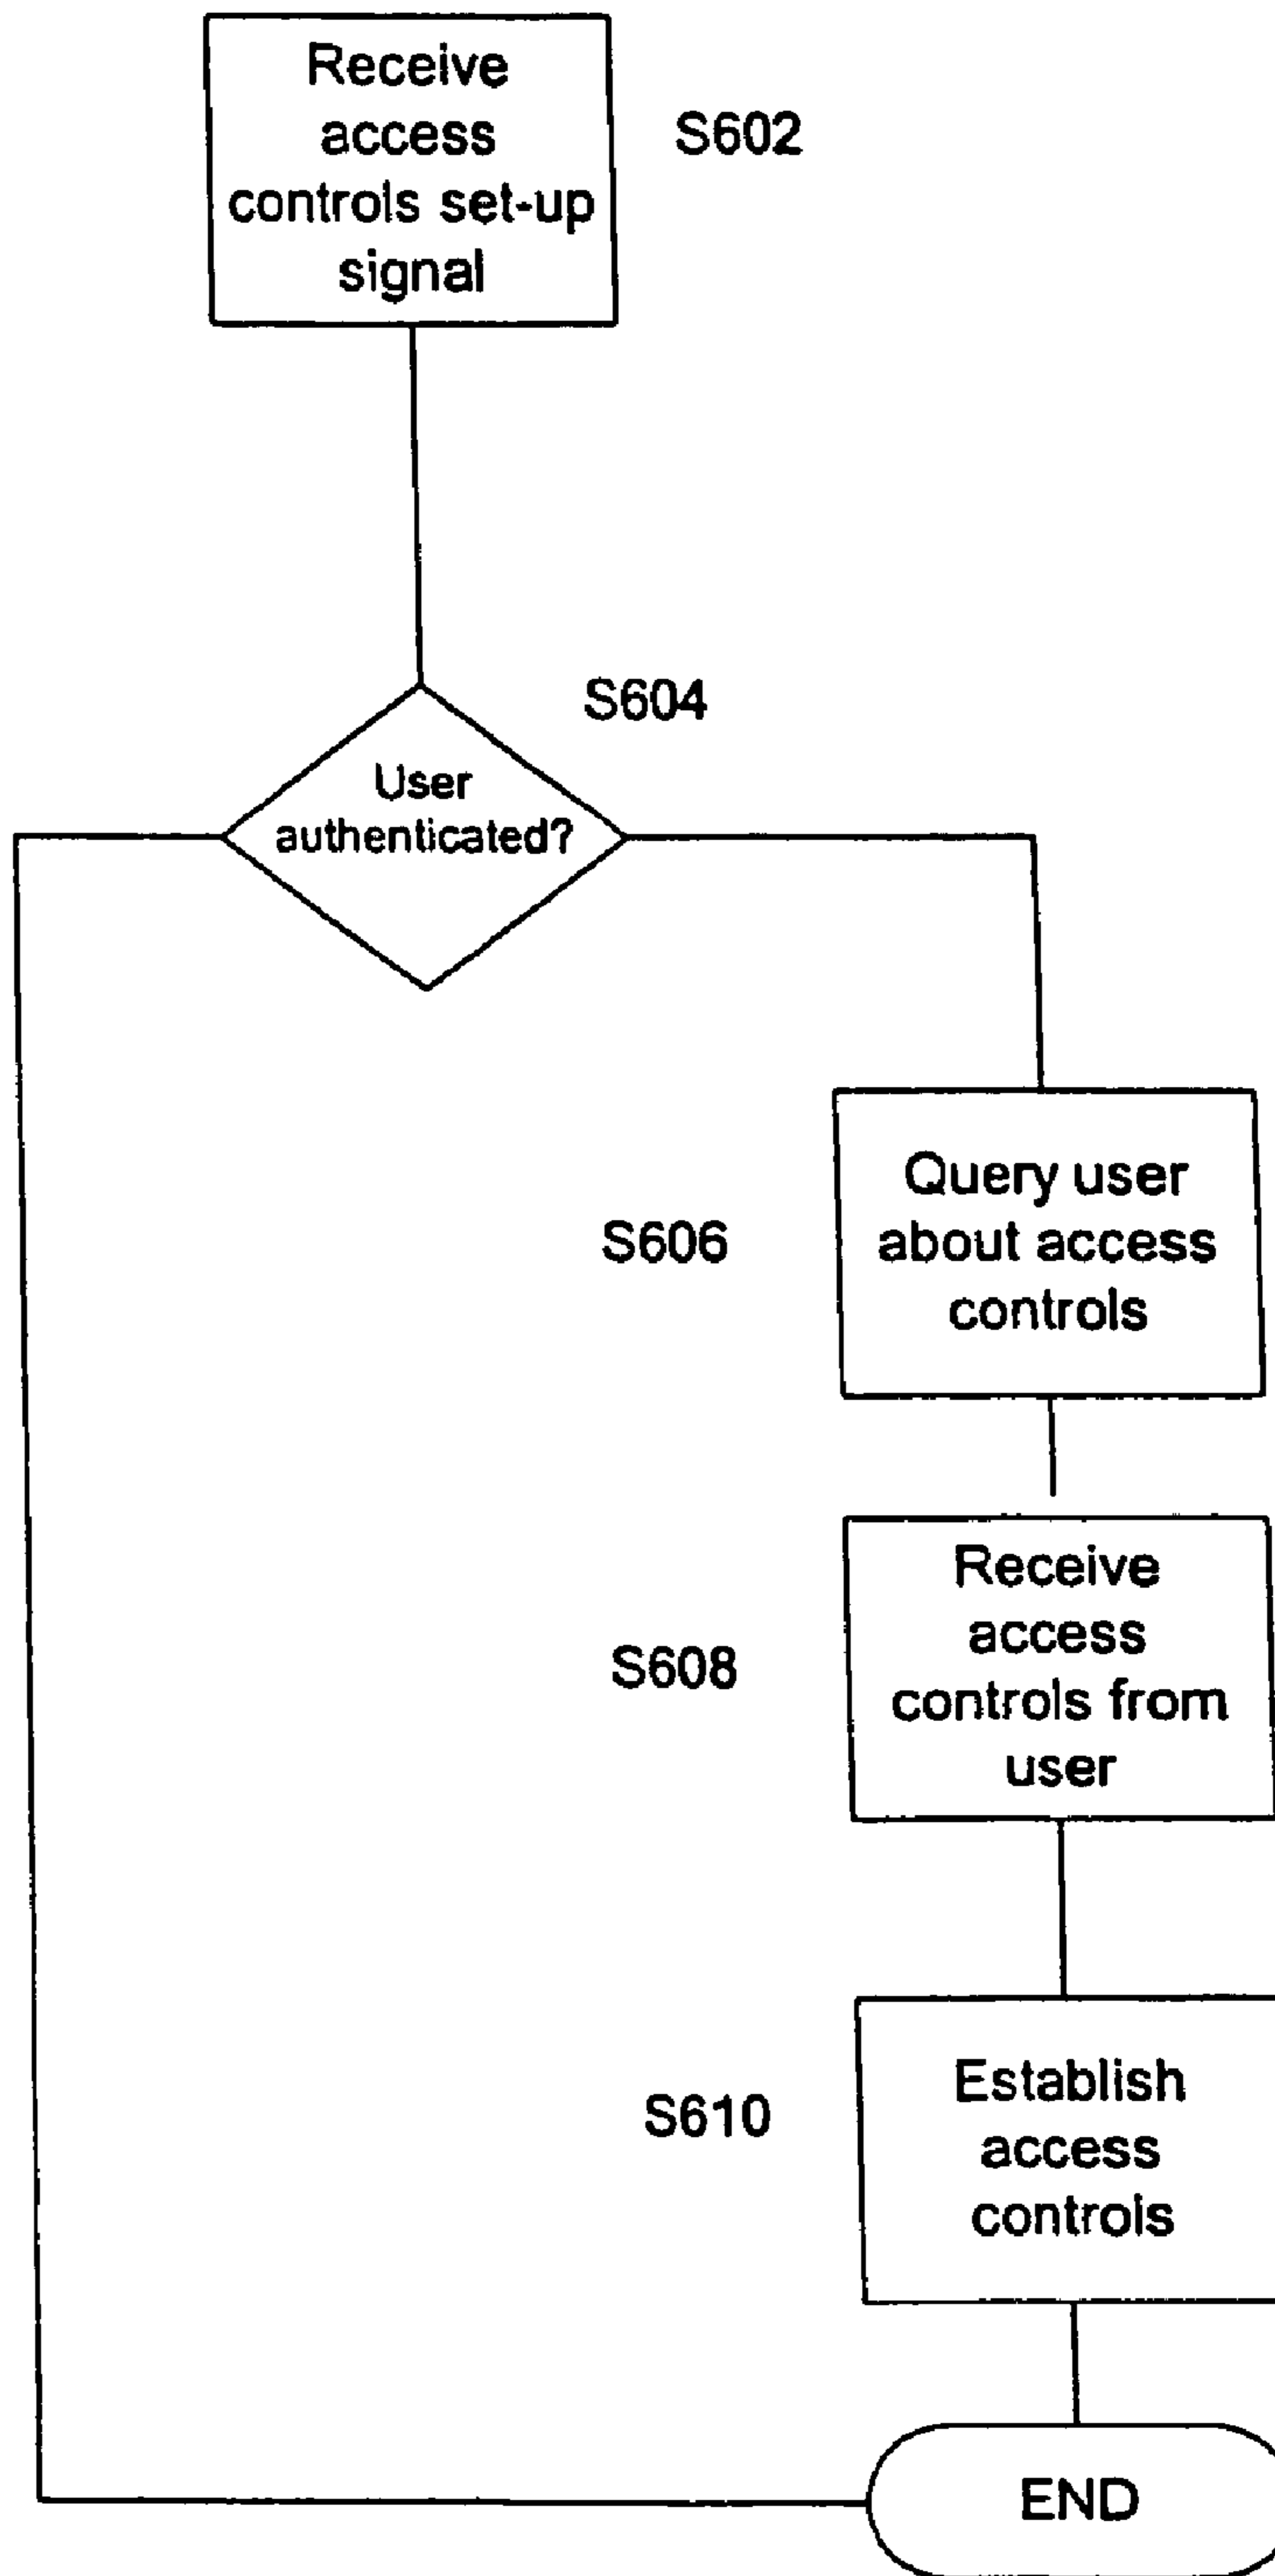 Receive
access
controls set-up
signal
S602
S604
User
authenticated?
Query user
about access
controls
S606
Receive
access
controls from
user
S608
Establish
access
controls
S610
END